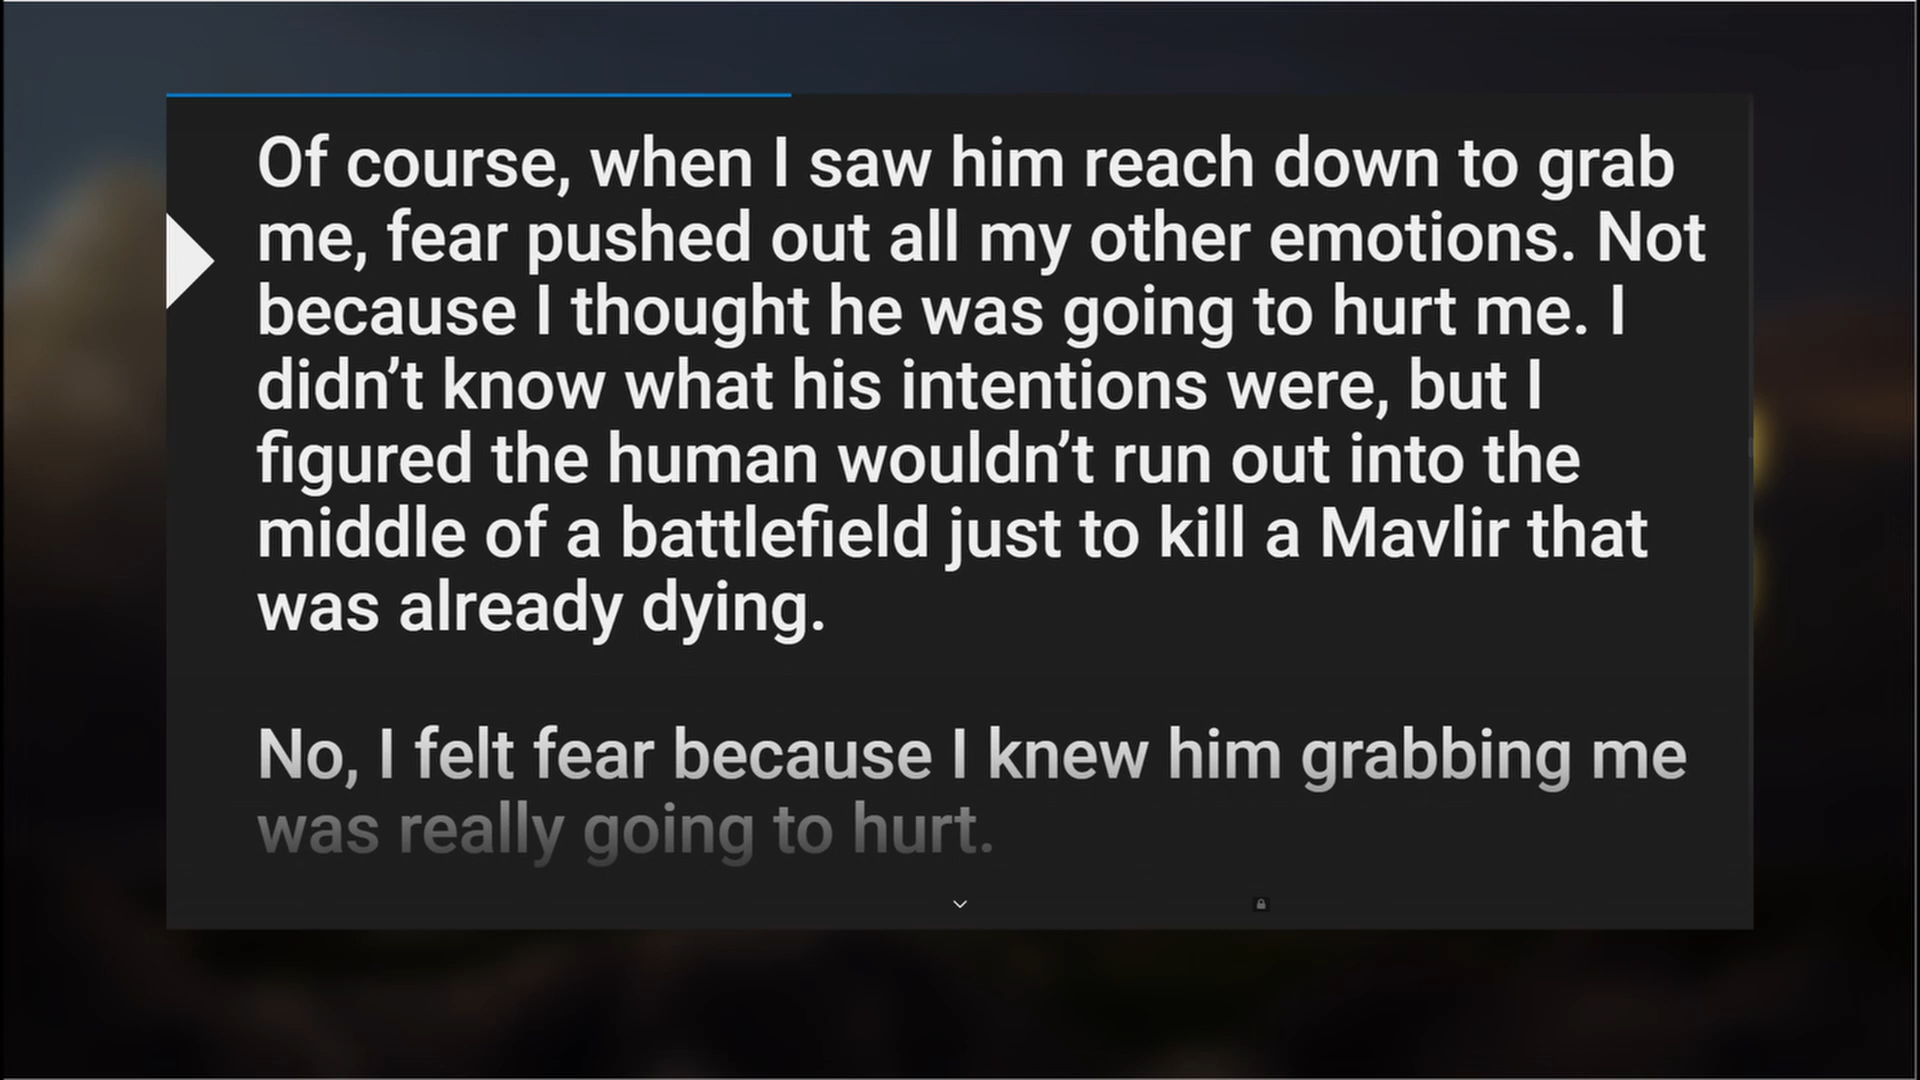 Of course, when I saw him reach down to grab
me, fear pushed out all my other emotions. Not
because I thought he was going to hurt me. I
didn’t know what his intentions were, but I
figured the human wouldn’t run out into the
middle of a battlefield just to kill a Mavlir that
was already dying.
No, I felt fear because I knew him grabbing me
was really going to hurt.